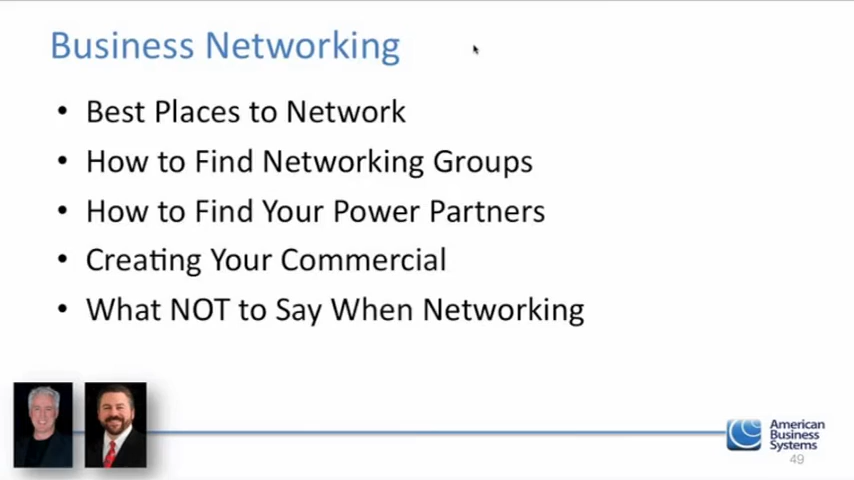 Business Networking
• Best Places to Network
• How to Find Networking Groups
• How to Find Your Power Partners
• Creating Your Commercial
• What NOT to Say When Networking
American
Business
Systems
49